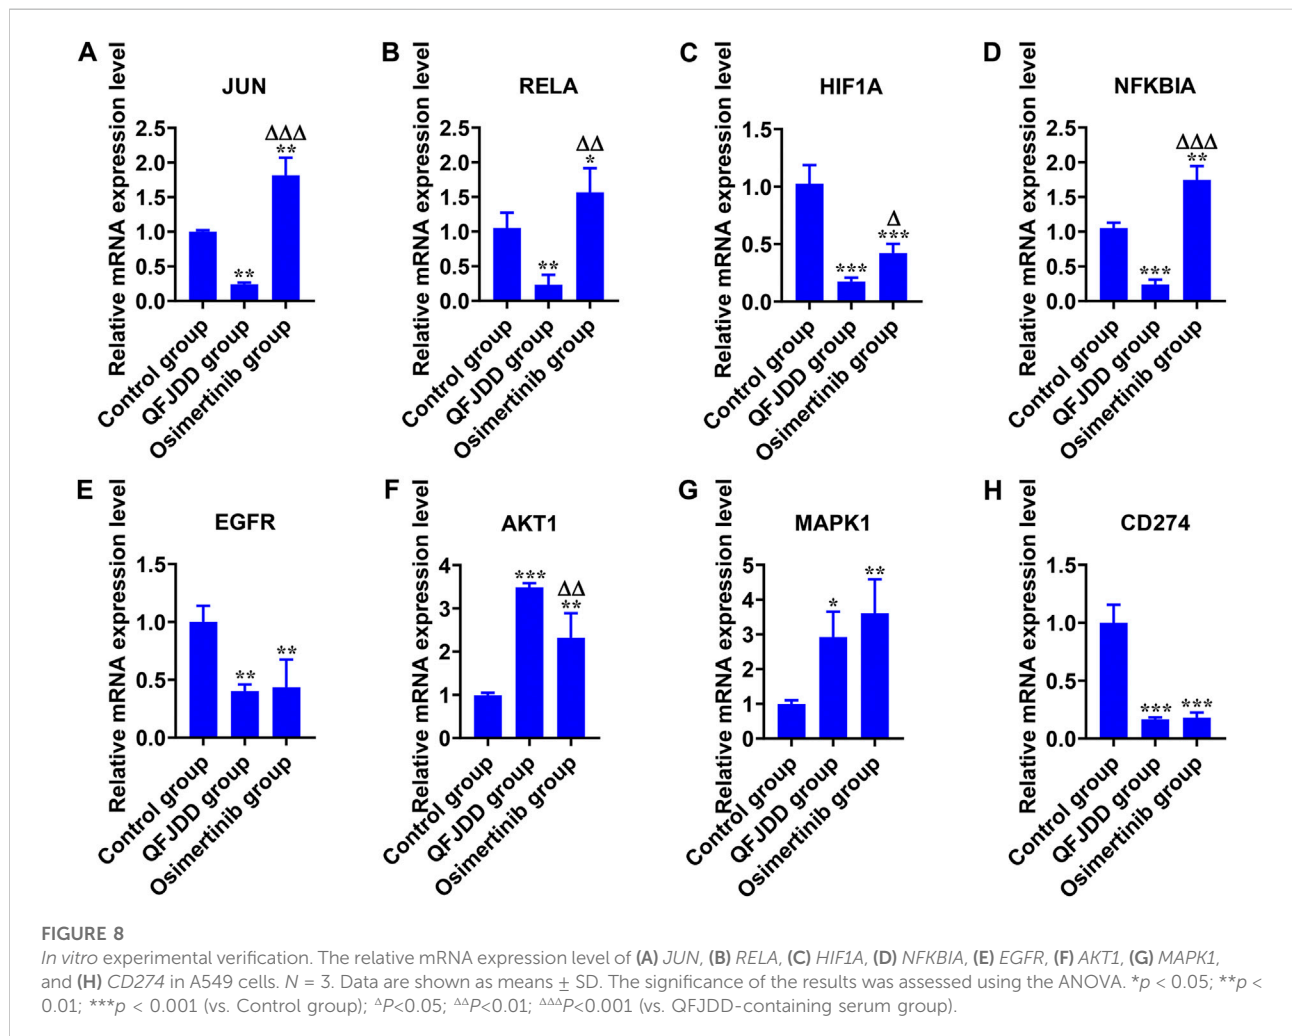 A
JUN
Relative mRNA expression level
2.5
2.0
1.5
1.0
0.5
0.0
**
ΔΔΔ
**
Control group
QFJDD group
Osimertinib group
B
RELA
Relative mRNA expression level
2.5
2.0
1.5
1.0
0.5
0.0
**
ΔΔ
*
Control group
QFJDD group
Osimertinib group
C
HIF1A
Relative mRNA expression level
1.5
1.0
0.5
0.0
***
Δ
***
Control group
QFJDD group
Osimertinib group
D
NFKBIA
Relative mRNA expression level
2.5
2.0
1.5
1.0
0.5
0.0
***
ΔΔΔ
**
Control group
QFJDD group
Osimertinib group
E
EGFR
Relative mRNA expression level
1.5
1.0
0.5
0.0
**
**
Control group
QFJDD group
Osimertinib group
F
AKT1
Relative mRNA expression level
4
3
2
1
0
***
ΔΔ
**
Control group
QFJDD group
Osimertinib group
G
MAPK1
Relative mRNA expression level
5
4
3
2
1
0
*
**
Control group
QFJDD group
Osimertinib group
H
CD274
Relative mRNA expression level
1.5
1.0
0.5
0.0
***
***
Control group
QFJDD group
Osimertinib group
FIGURE 8
In vitro experimental verification. The relative mRNA expression level of (A) JUN, (B) RELA, (C) HIF1A, (D) NFKBIA, (E) EGFR, (F) AKT1, (G) MAPK1,
and (H) CD274 in A549 cells. N = 3. Data are shown as means ± SD. The significance of the results was assessed using the ANOVA. *p < 0.05; **p <
0.01; ***p < 0.001 (vs. Control group); ΔP<0.05; ΔΔP<0.01; ΔΔΔP<0.001 (vs. QFJDD-containing serum group).